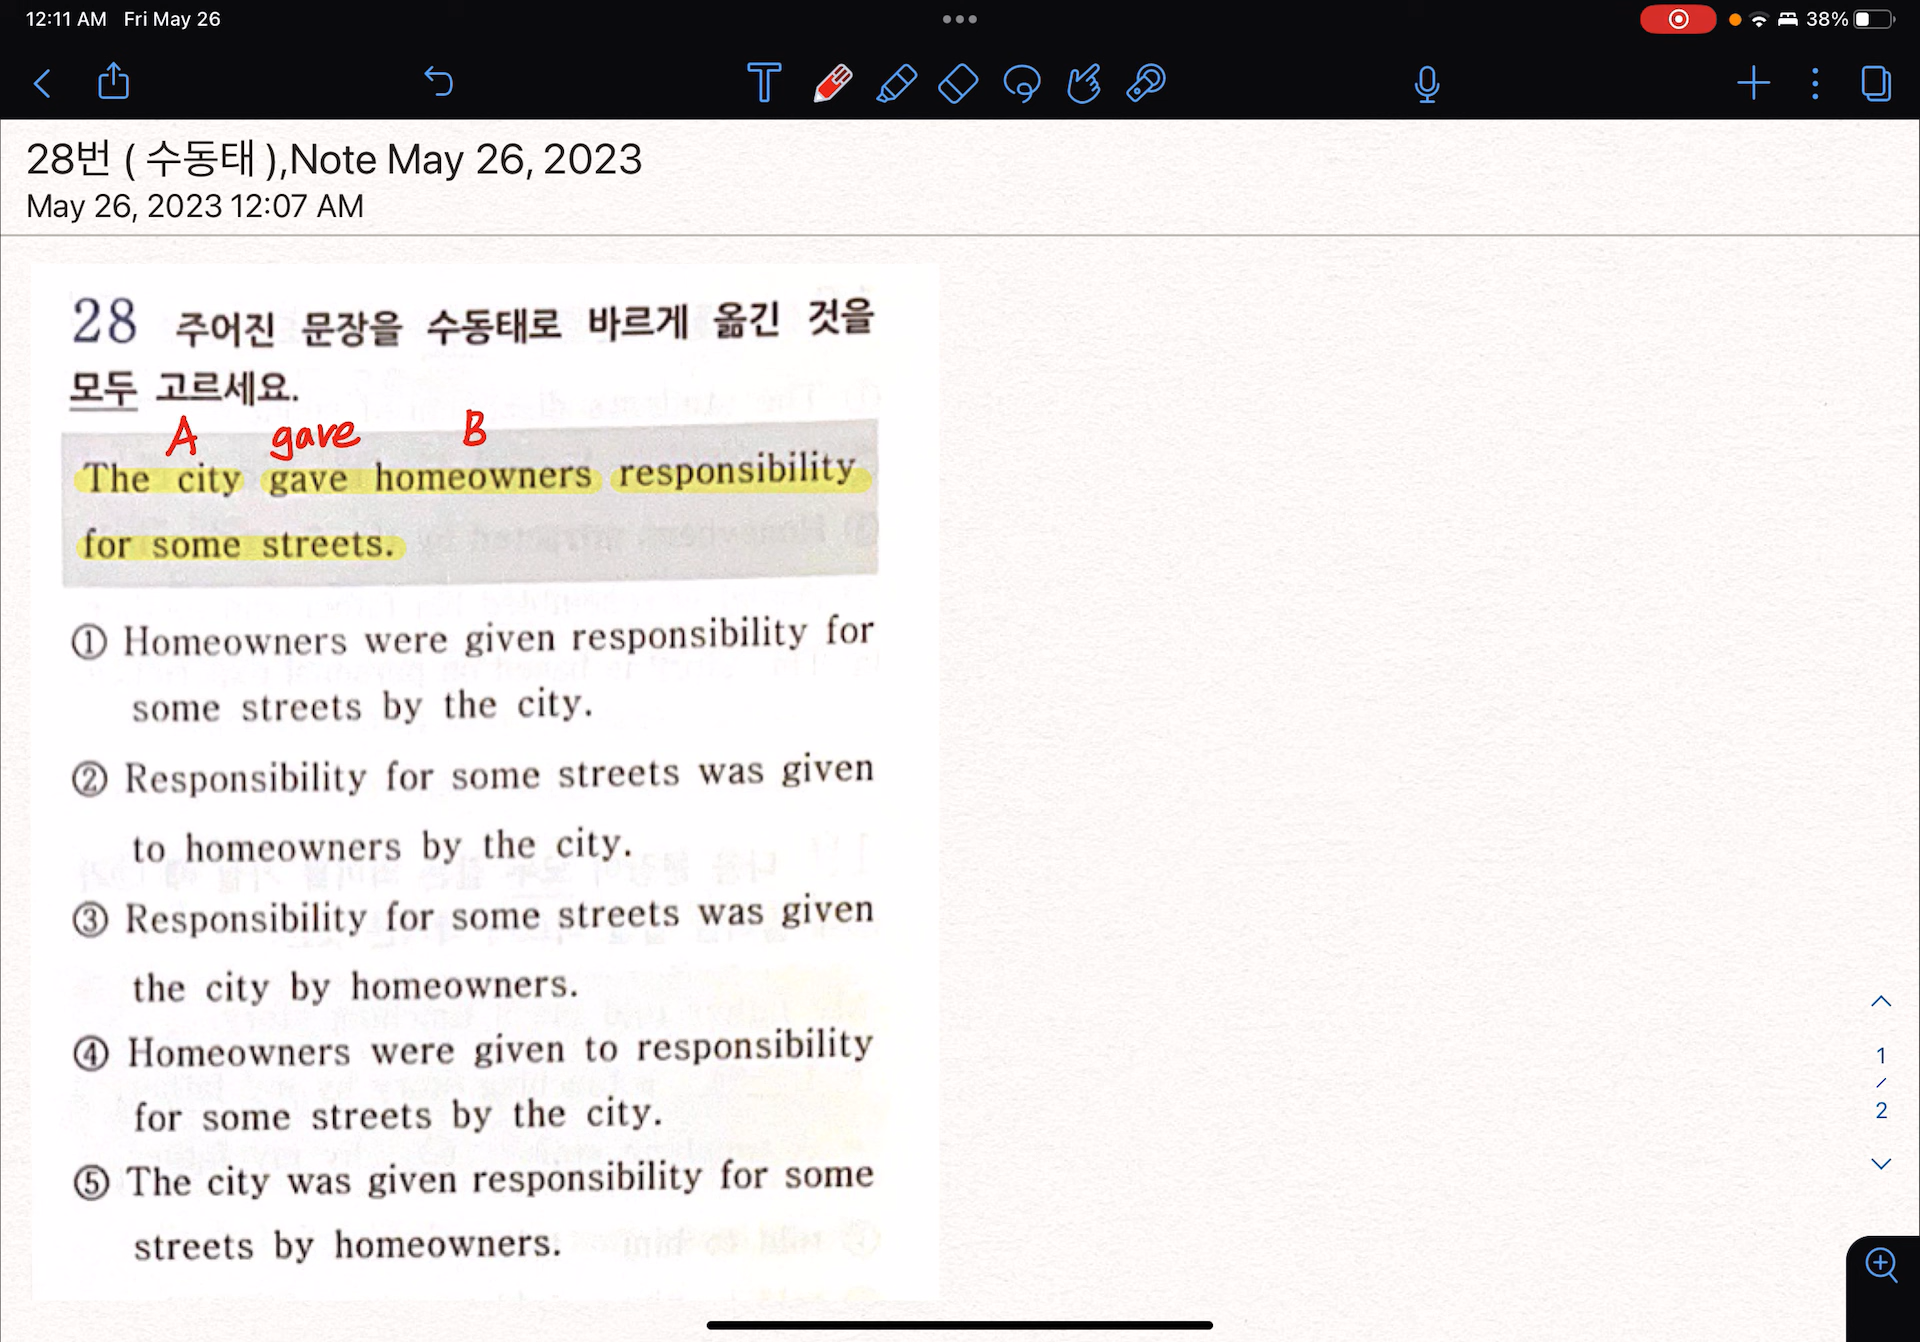 12:11 AM Fri May 26
38%
28번 ( 수동태 ),Note May 26, 2023
May 26, 2023 12:07 AM
28 주어진 문장을 수동태로 바르게 옮긴 것을
모두 고르세요.
A gave B
The city gave homeowners responsibility
for some streets.
① Homeowners were given responsibility for
some streets by the city.
② Responsibility for some streets was given
to homeowners by the city.
③ Responsibility for some streets was given
the city by homeowners.
④ Homeowners were given to responsibility
for some streets by the city.
⑤ The city was given responsibility for some
streets by homeowners.
1
/
2